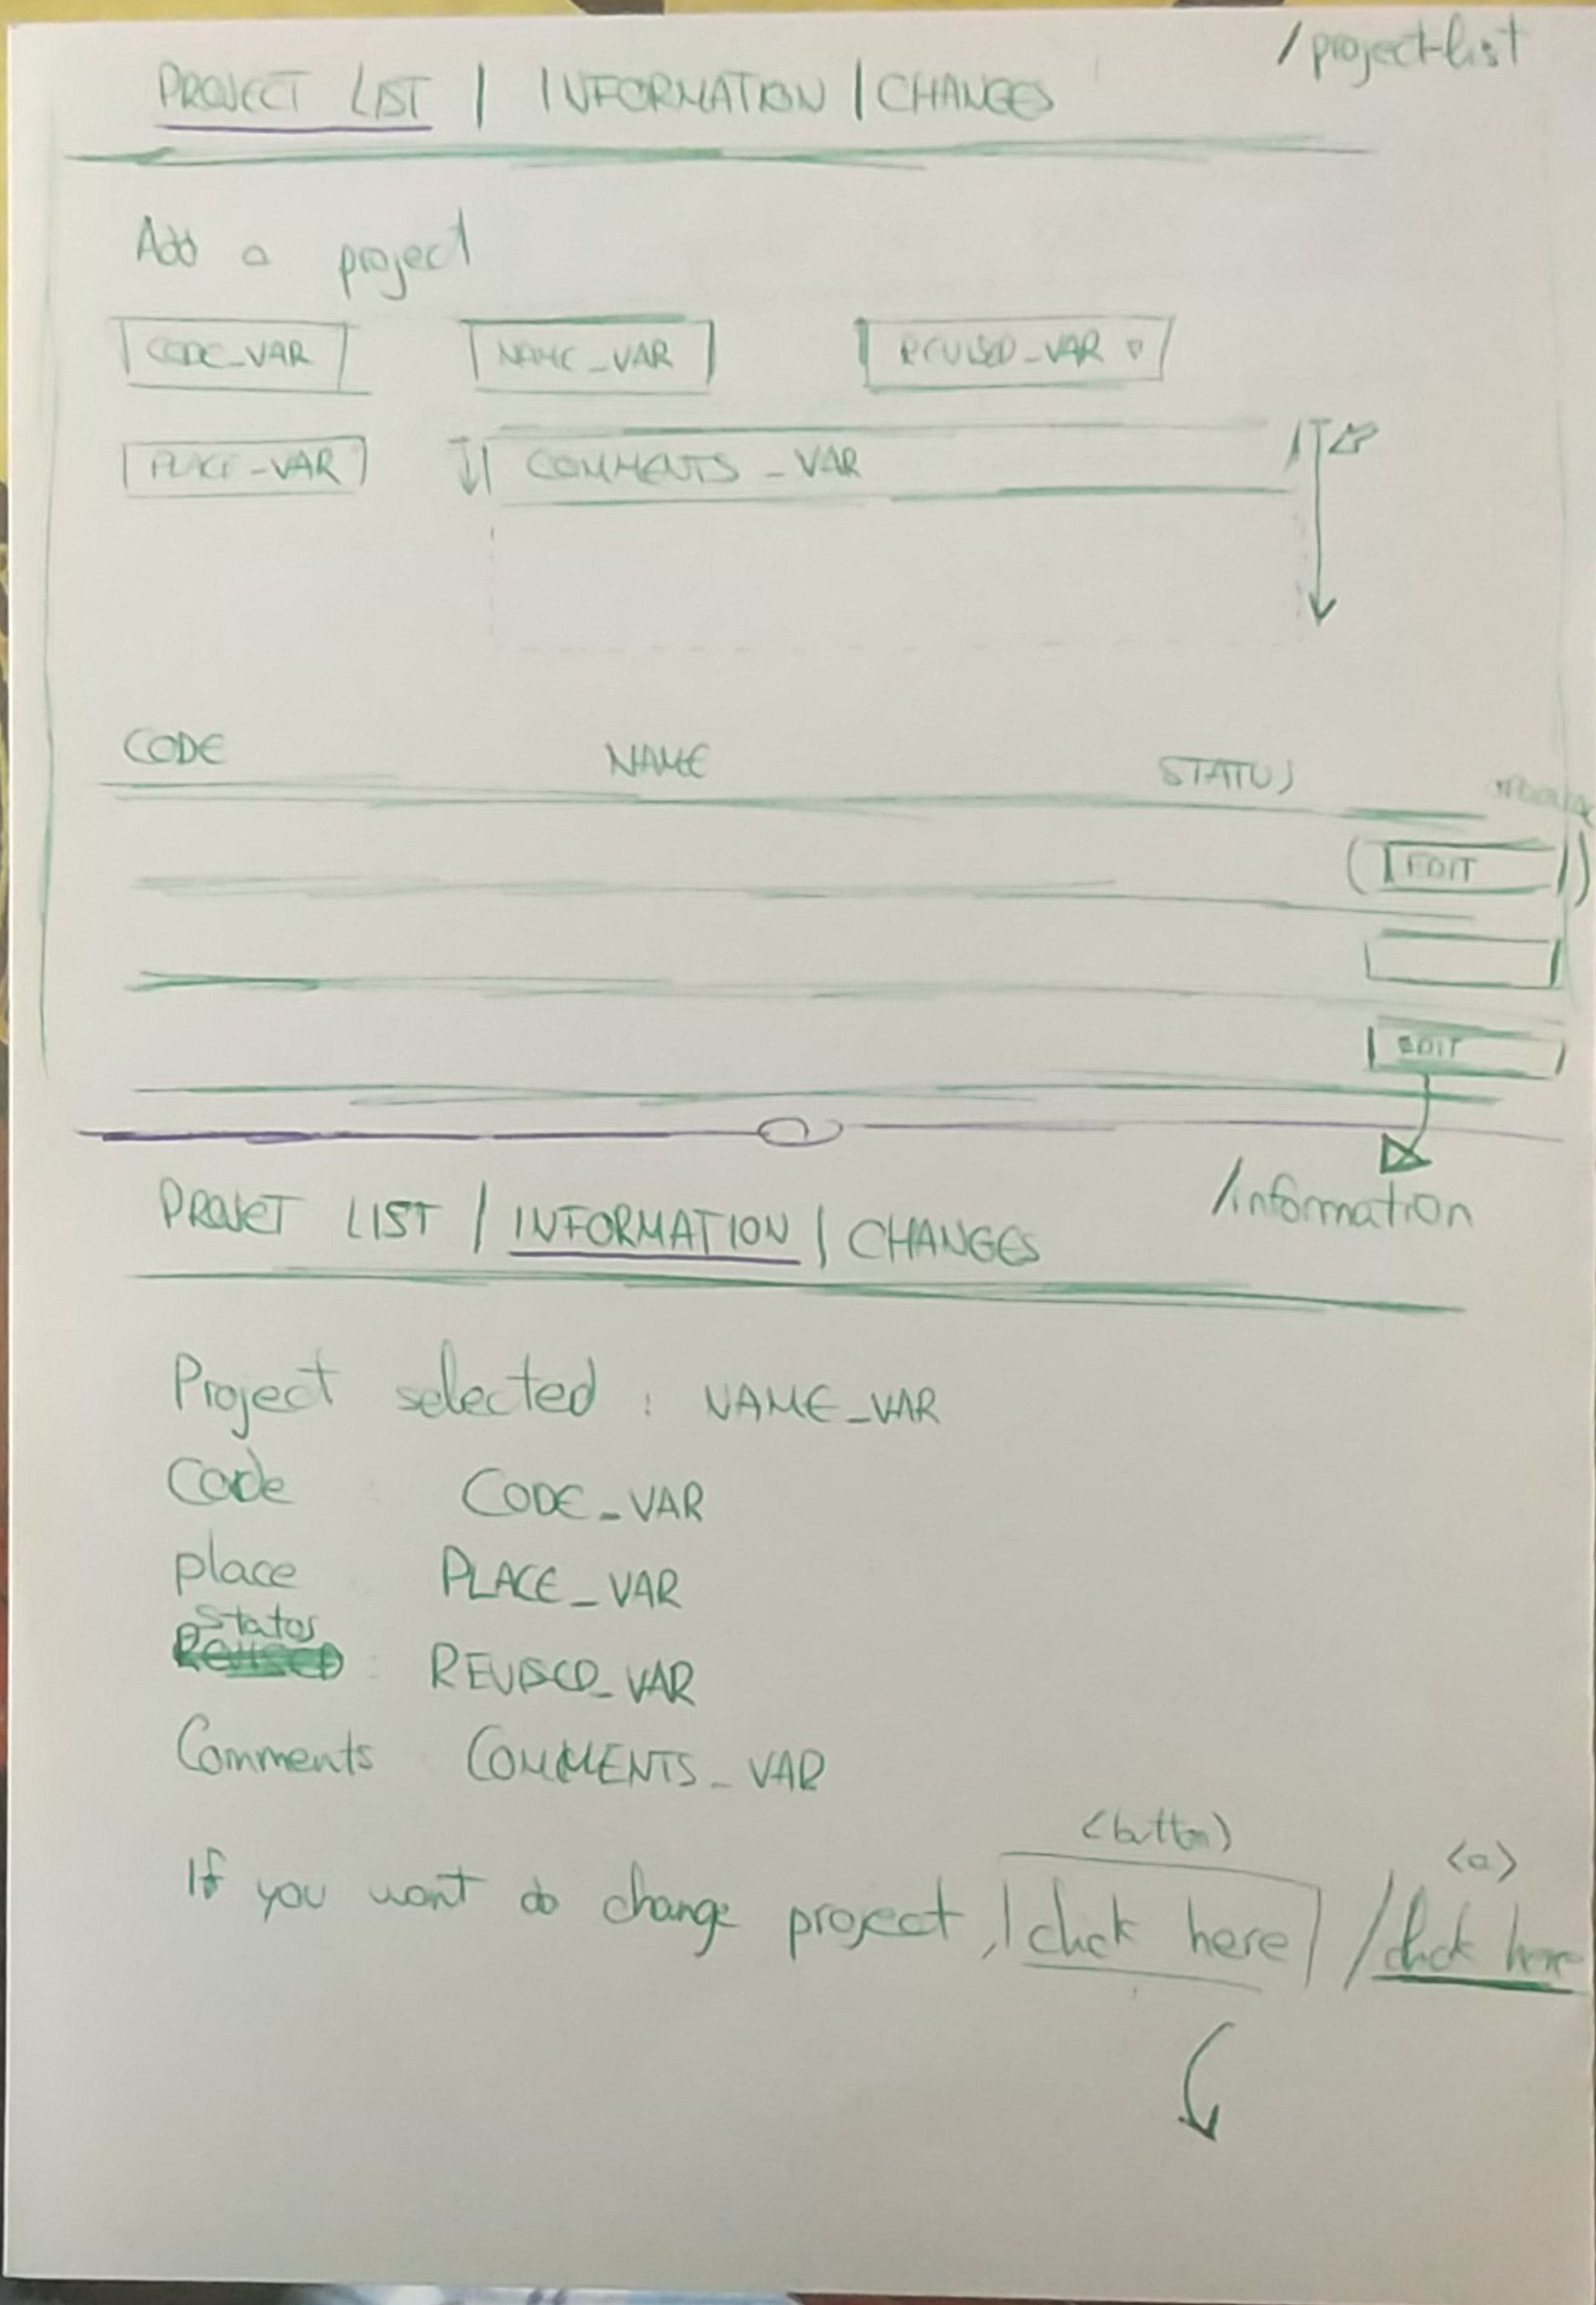 /project-list
PROJECT LIST | INFORMATION | CHANGES
Add a project
CODE_VAR NAME_VAR REVISED_VAR
PLACE_VAR COMMENTS_VAR
CODE NAME STATUS
EDIT
EDIT
/information
PROJET LIST | INFORMATION | CHANGES
Project selected : NAME_VAR
Code : CODE_VAR
place PLACE_VAR
Status
REVISED : REVISED_VAR
Comments COMMENTS_VAR
<button> <a>
If you want do change project, click here / click here